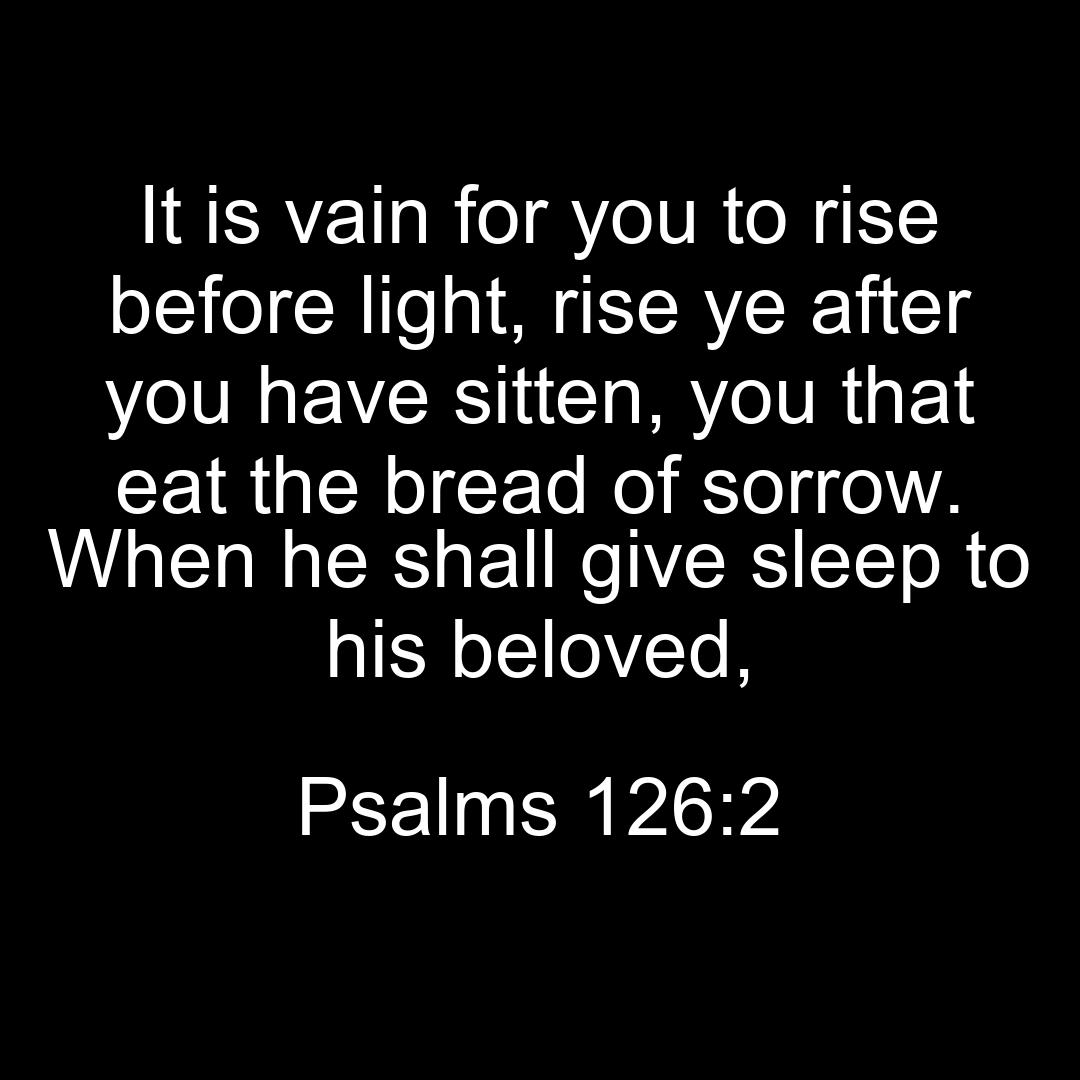 It is vain for you to rise
before light, rise ye after
you have sitten, you that
eat the bread of sorrow.
When he shall give sleep to
his beloved,
Psalms 126:2